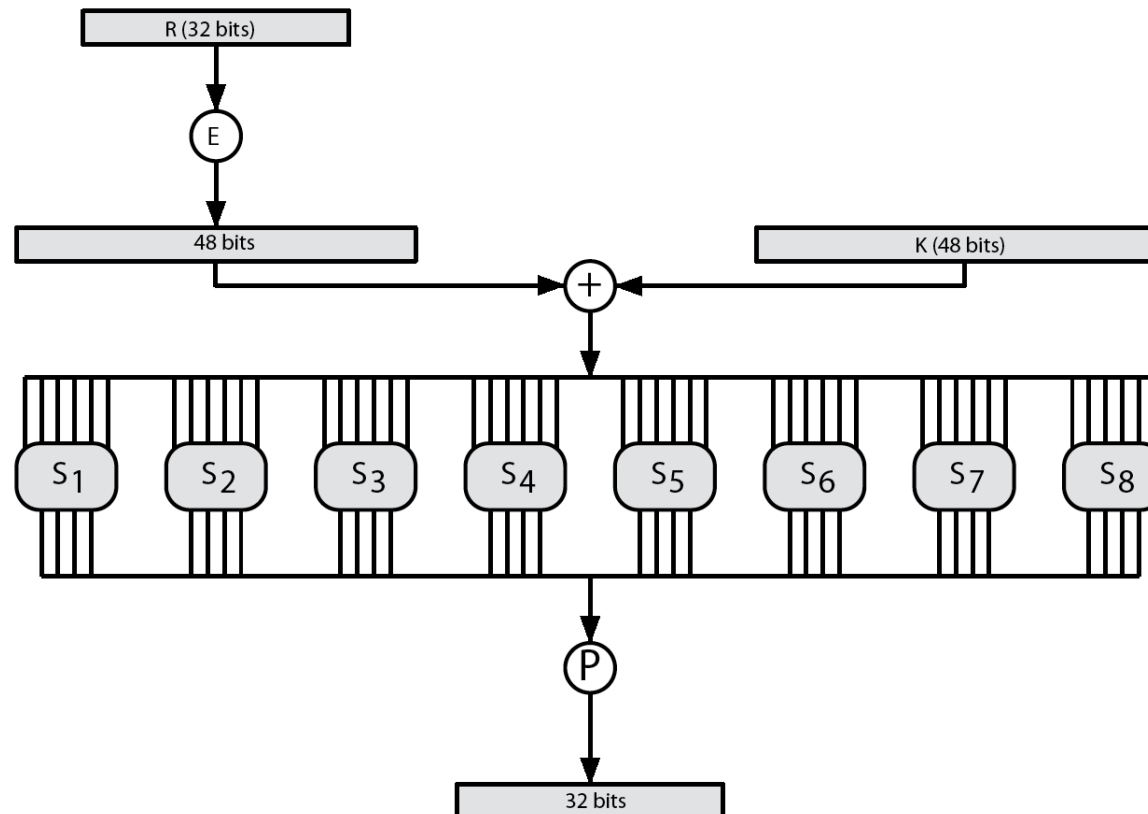 R (32 bits)
E
48 bits
K (48 bits)
+
S1 S2 S3 S4 S5 S6 S7 S8
P
32 bits